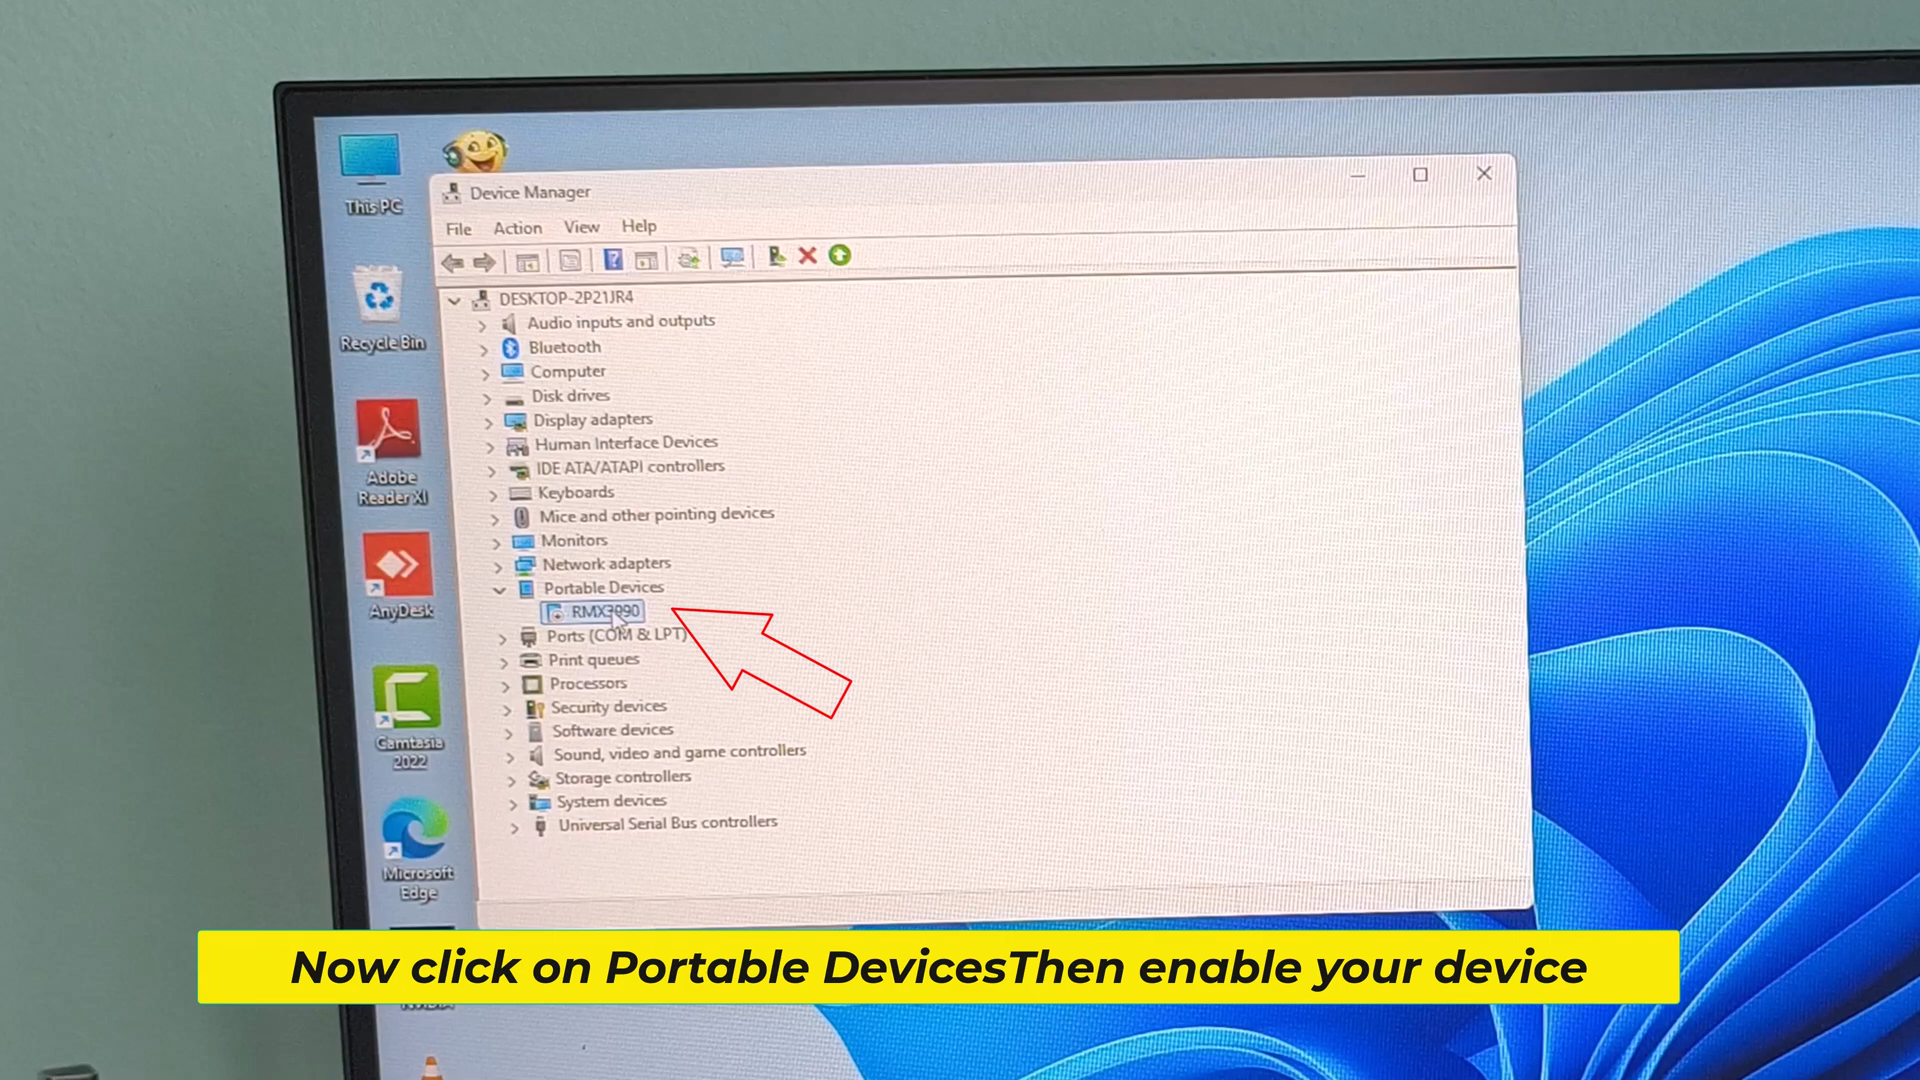 This PC
Recycle Bin
Adobe
Reader XI
AnyDesk
Camtasia
2022
Microsoft
Edge
Device Manager
File Action View Help
DESKTOP-2P21JR4
Audio inputs and outputs
Bluetooth
Computer
Disk drives
Display adapters
Human Interface Devices
IDE ATA/ATAPI controllers
Keyboards
Mice and other pointing devices
Monitors
Network adapters
Portable Devices
RMX3990
Ports (COM & LPT)
Print queues
Processors
Security devices
Software devices
Sound, video and game controllers
Storage controllers
System devices
Universal Serial Bus controllers
Now click on Portable DevicesThen enable your device